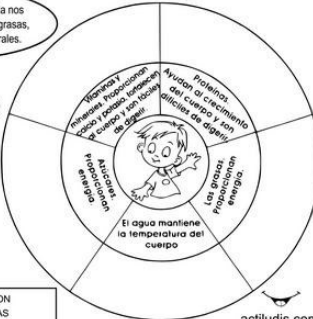 a nos
grasas,
rales.
Vitaminas y
minerales. Proporcionan
calcio y potasio, fortalecen
el cuerpo y son fáciles
de digerir.
Proteínas.
Ayudan al crecimiento
del cuerpo y son
difíciles de digerir
Azúcares.
Proporcionan
energía.
Las grasas.
Proporcionan
energía.
El agua mantiene
la temperatura del
cuerpo
ON
AS
actiludis.com